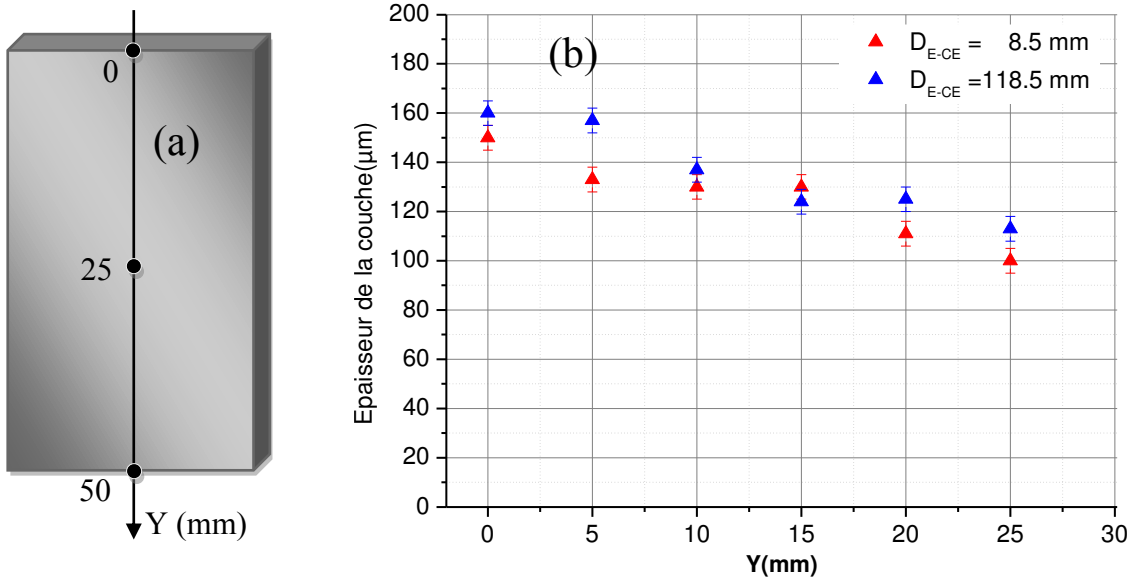 0
(a)
25
50
Y (mm)
(b)
D_E-CE = 8.5 mm
D_E-CE =118.5 mm
Epaisseur de la couche(µm)
200
180
160
140
120
100
80
60
40
20
0
0 5 10 15 20 25 30
Y(mm)